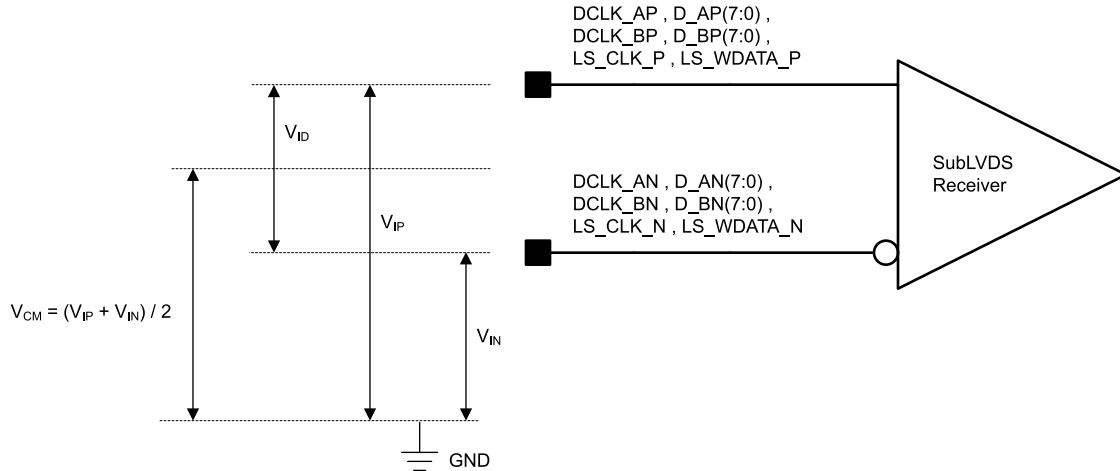 DCLK_AP , D_AP(7:0) ,
DCLK_BP , D_BP(7:0) ,
LS_CLK_P , LS_WDATA_P
VID
SubLVDS
Receiver
DCLK_AN , D_AN(7:0) ,
DCLK_BN , D_BN(7:0) ,
LS_CLK_N , LS_WDATA_N
VIP
VCM = (VIP + VIN) / 2
VIN
GND